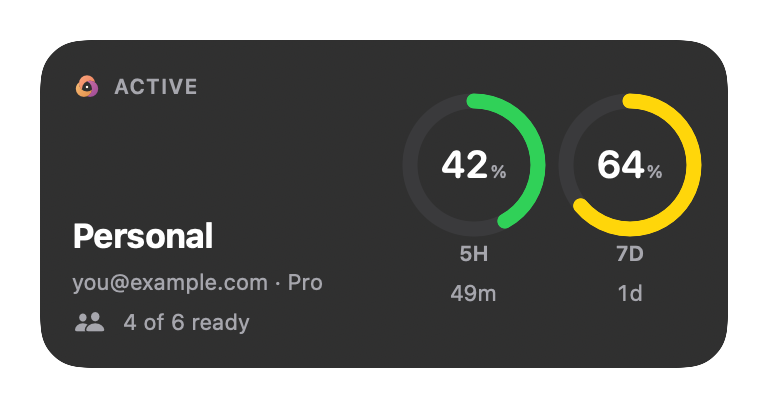 ACTIVE
Personal
you@example.com · Pro
4 of 6 ready
42%
5H
49m
64%
7D
1d